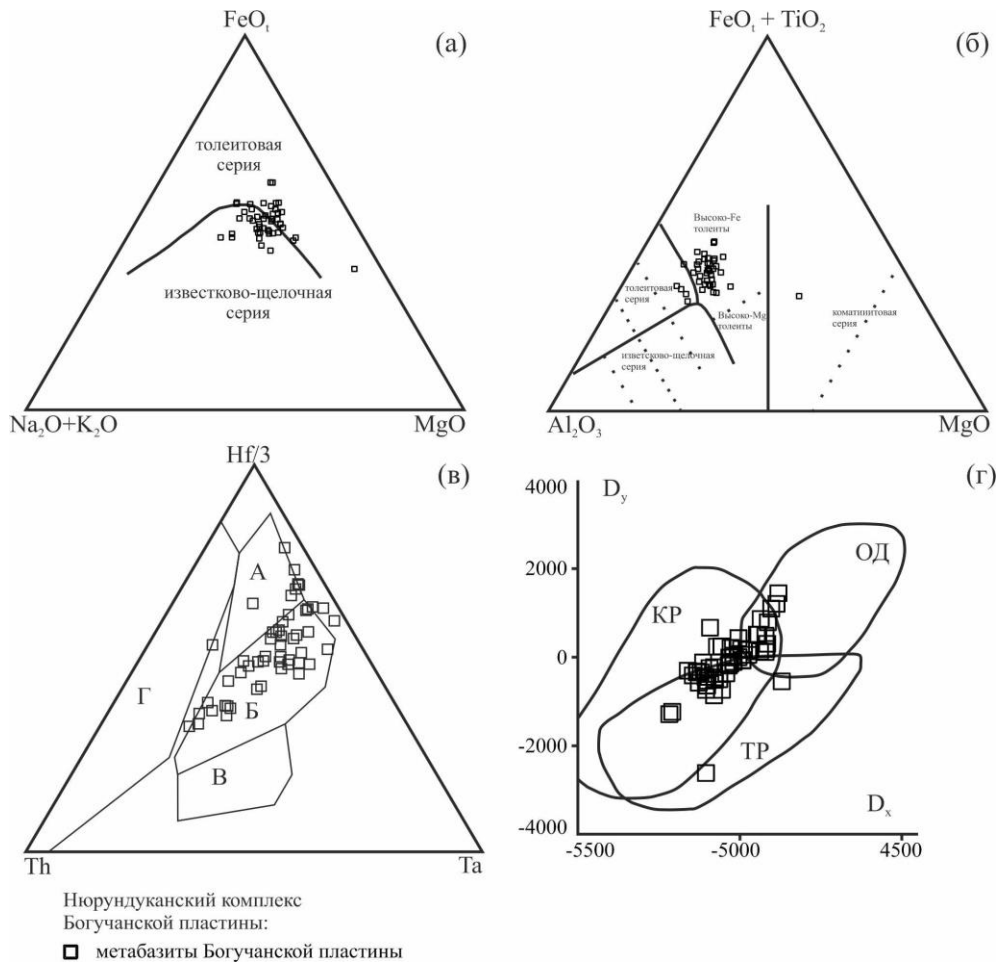 FeOₜ
(а)
толеитовая
серия
известково-щелочная
серия
Na₂O+K₂O
MgO
FeOₜ + TiO₂
(б)
Высоко-Fe
толеиты
толеитовая
серия
Высоко-Mg
толеиты
коматиитовая
серия
известково-щелочная
серия
Al₂O₃
MgO
Hf/3
(в)
А
Г
Б
В
Th
Ta
4000
Dᵧ
(г)
ОД
2000
КР
0
ТР
-2000
Dₓ
-4000
-5500
-5000
4500
Нюрундуканский комплекс
Богучанской пластины:
метабазиты Богучанской пластины